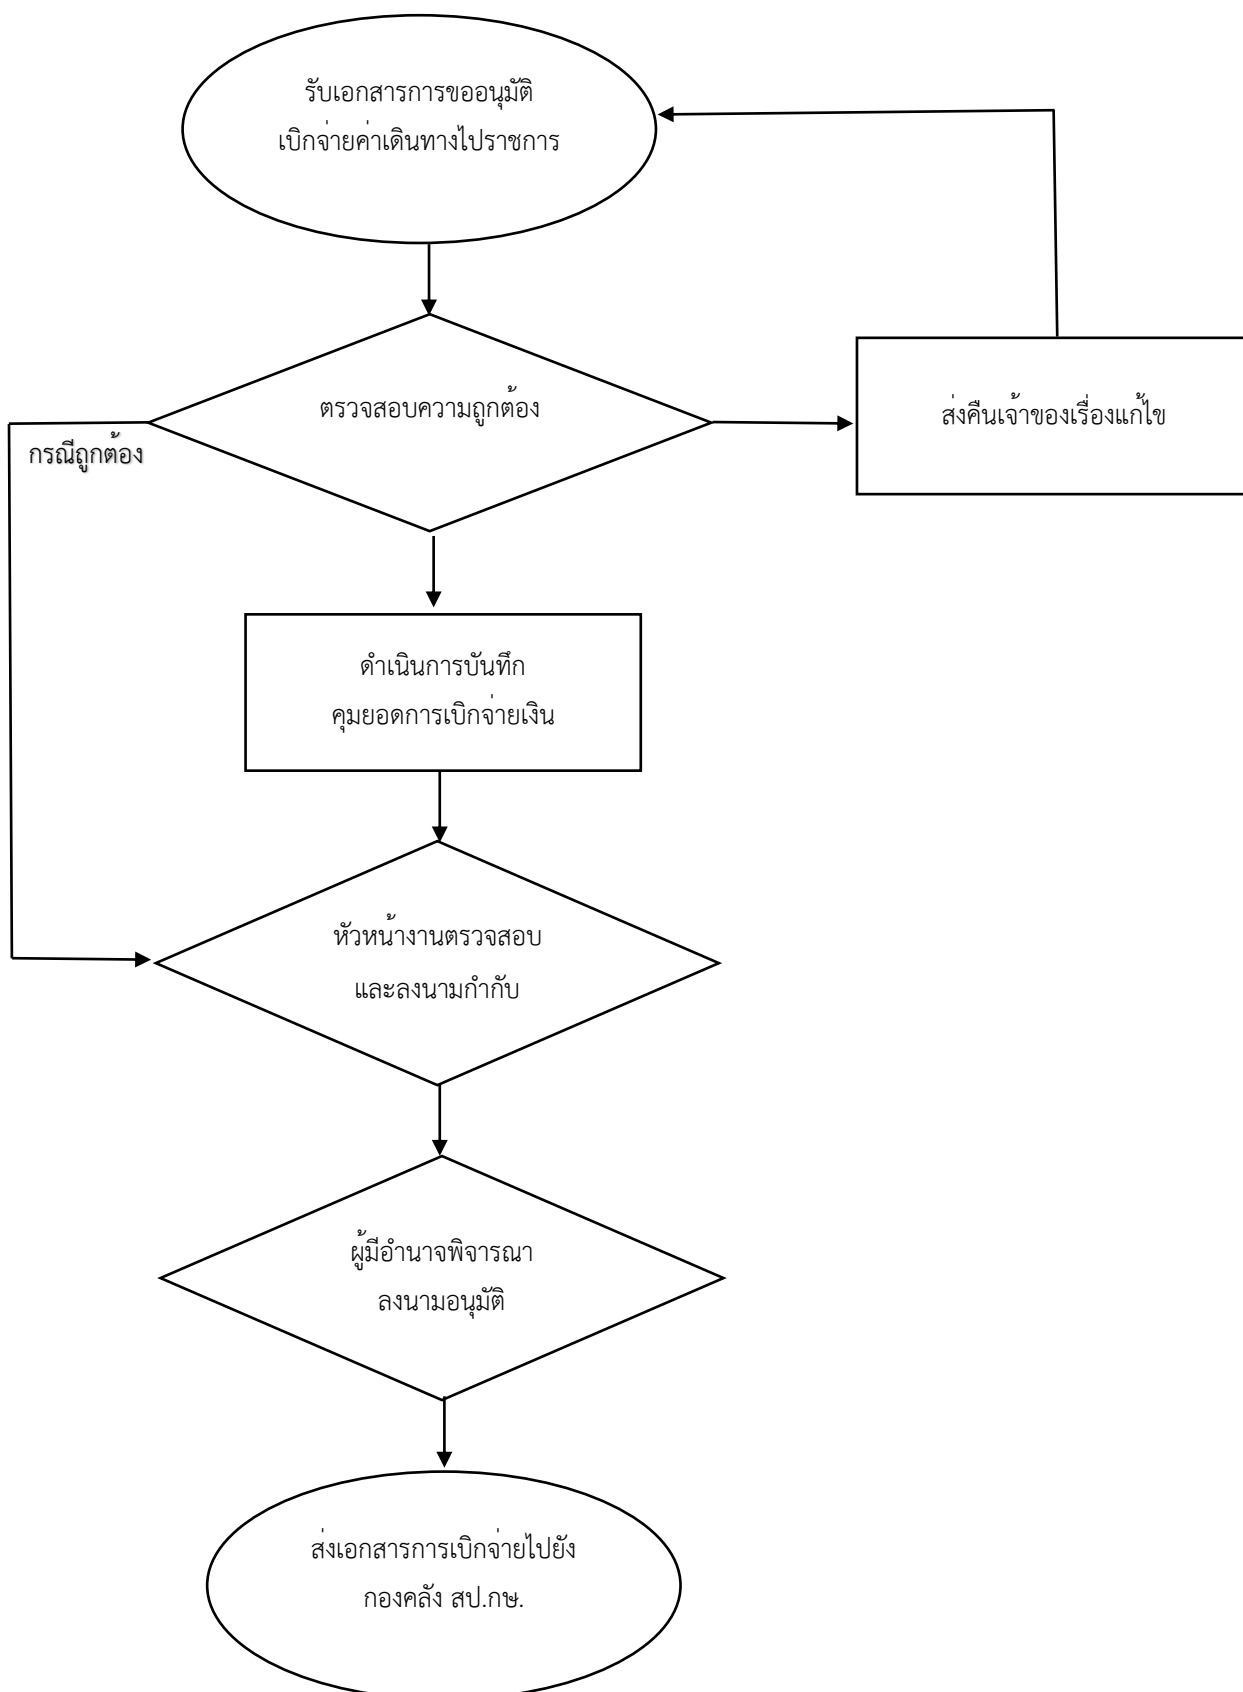 รับเอกสารการขออนุมัติ
เบิกจ่ายค่าเดินทางไปราชการ
ตรวจสอบความถูกต้อง
ส่งคืนเจ้าของเรื่องแก้ไข
กรณีถูกต้อง
ดำเนินการบันทึก
คุมยอดการเบิกจ่ายเงิน
หัวหน้างานตรวจสอบ
และลงนามกำกับ
ผู้มีอำนาจพิจารณา
ลงนามอนุมัติ
ส่งเอกสารการเบิกจ่ายไปยัง
กองคลัง สป.กษ.